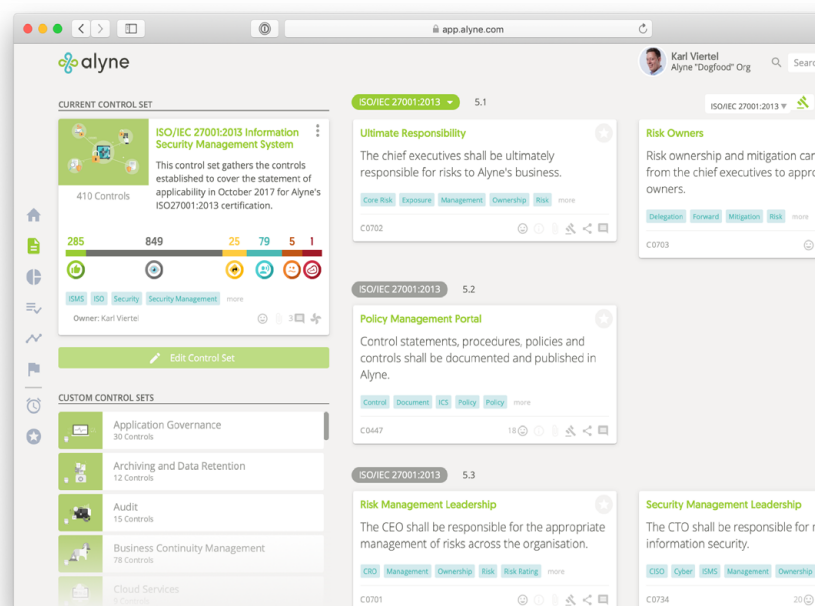 app.alyne.com
alyne
Karl Viertel
Alyne "Dogfood" Org
CURRENT CONTROL SET
ISO/IEC 27001:2013 Information
Security Management System
This control set gathers the controls
established to cover the statement of
applicability in October 2017 for Alyne's
ISO27001:2013 certification.
410 Controls
285 849 25 79 5 1
ISMS ISO Security Security Management more
Owner: Karl Viertel
3
Edit Control Set
CUSTOM CONTROL SETS
Application Governance
30 Controls
Archiving and Data Retention
12 Controls
Audit
15 Controls
Business Continuity Management
78 Controls
Cloud Services
ISO/IEC 27001:2013 5.1
Ultimate Responsibility
The chief executives shall be ultimately
responsible for risks to Alyne's business.
Core Risk Exposure Management Ownership Risk more
C0702
ISO/IEC 27001:2013 5.2
Policy Management Portal
Control statements, procedures, policies and
controls shall be documented and published in
Alyne.
Control Document ICS Policy Policy more
C0447
18
ISO/IEC 27001:2013 5.3
Risk Management Leadership
The CEO shall be responsible for the appropriate
management of risks across the organisation.
CRO Management Ownership Risk Risk Rating more
C0701
Sear
ISO/IEC 27001:2013
Risk Owners
Risk ownership and mitigation can
from the chief executives to appro
owners.
Delegation Forward Mitigation Risk more
C0703
Security Management Leadership
The CTO shall be responsible for
information security.
CISO Cyber ISMS Management Ownership
C0734
20